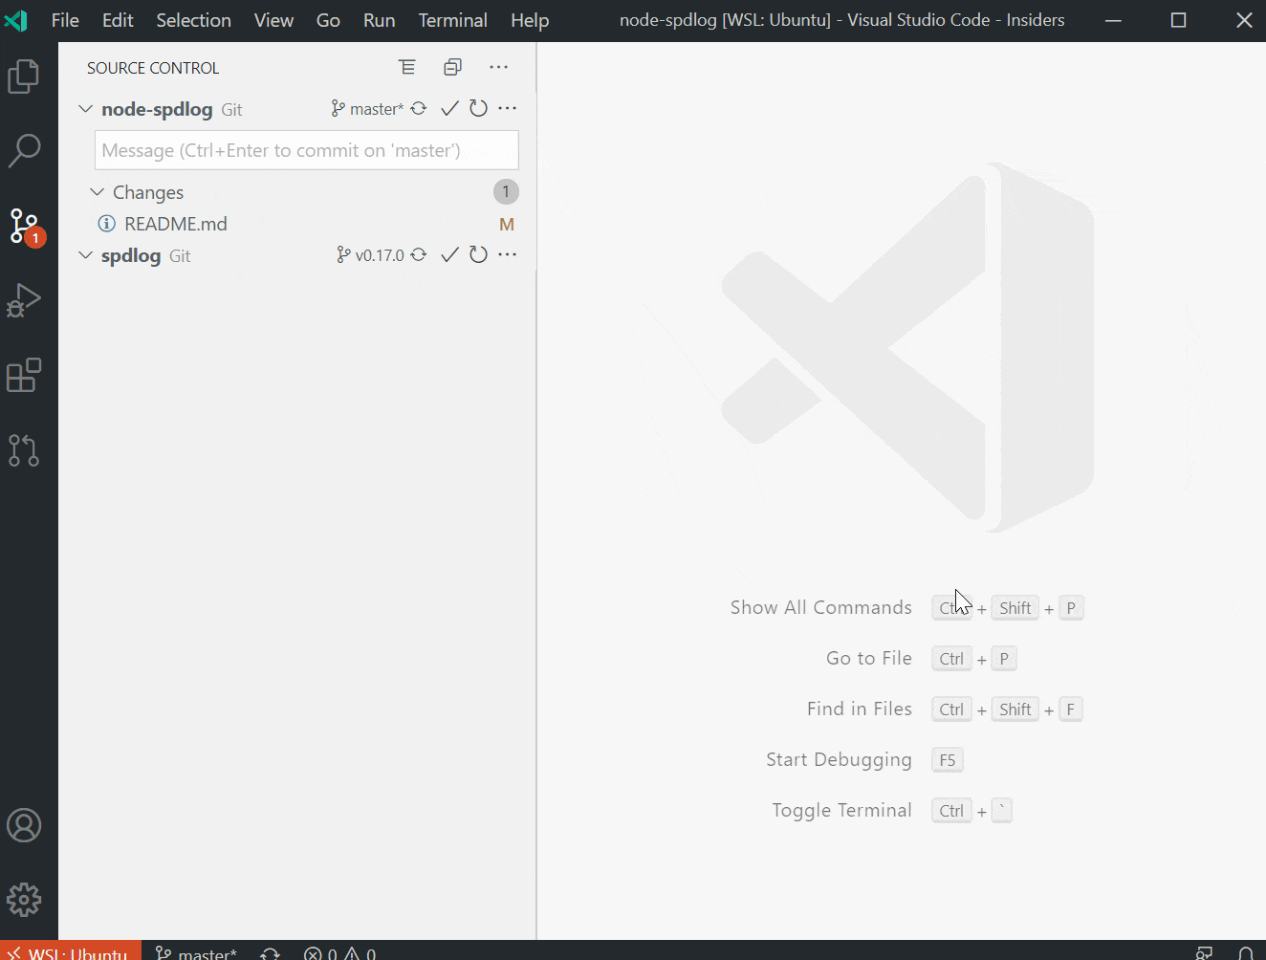 File Edit Selection View Go Run Terminal Help node-spdlog [WSL: Ubuntu] - Visual Studio Code - Insiders
SOURCE CONTROL
node-spdlog Git master*
Message (Ctrl+Enter to commit on 'master')
Changes 1
README.md M
spdlog Git v0.17.0
1
Show All Commands Ctrl + Shift + P
Go to File Ctrl + P
Find in Files Ctrl + Shift + F
Start Debugging F5
Toggle Terminal Ctrl + `
WSL: Ubuntu master* 0 0